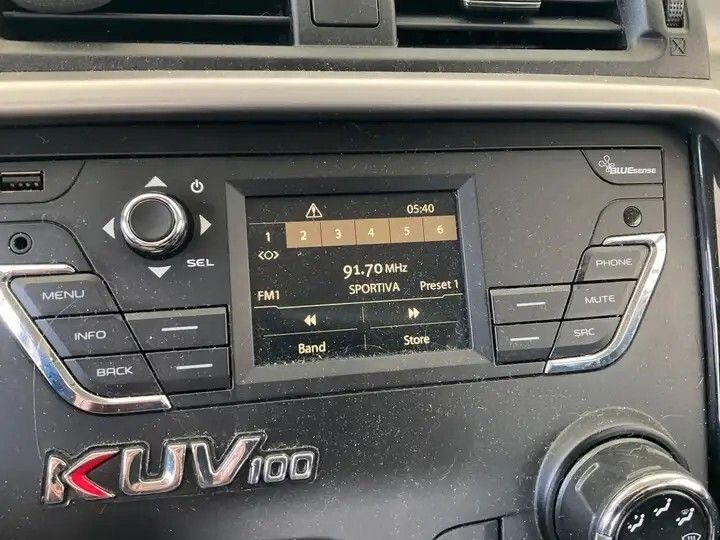 BLUEsense
05:40
1 2 3 4 5 6
91.70 MHz
FM1 SPORTIVA Preset 1
Band Store
SEL
MENU
INFO
BACK
PHONE
MUTE
SRC
KUV100